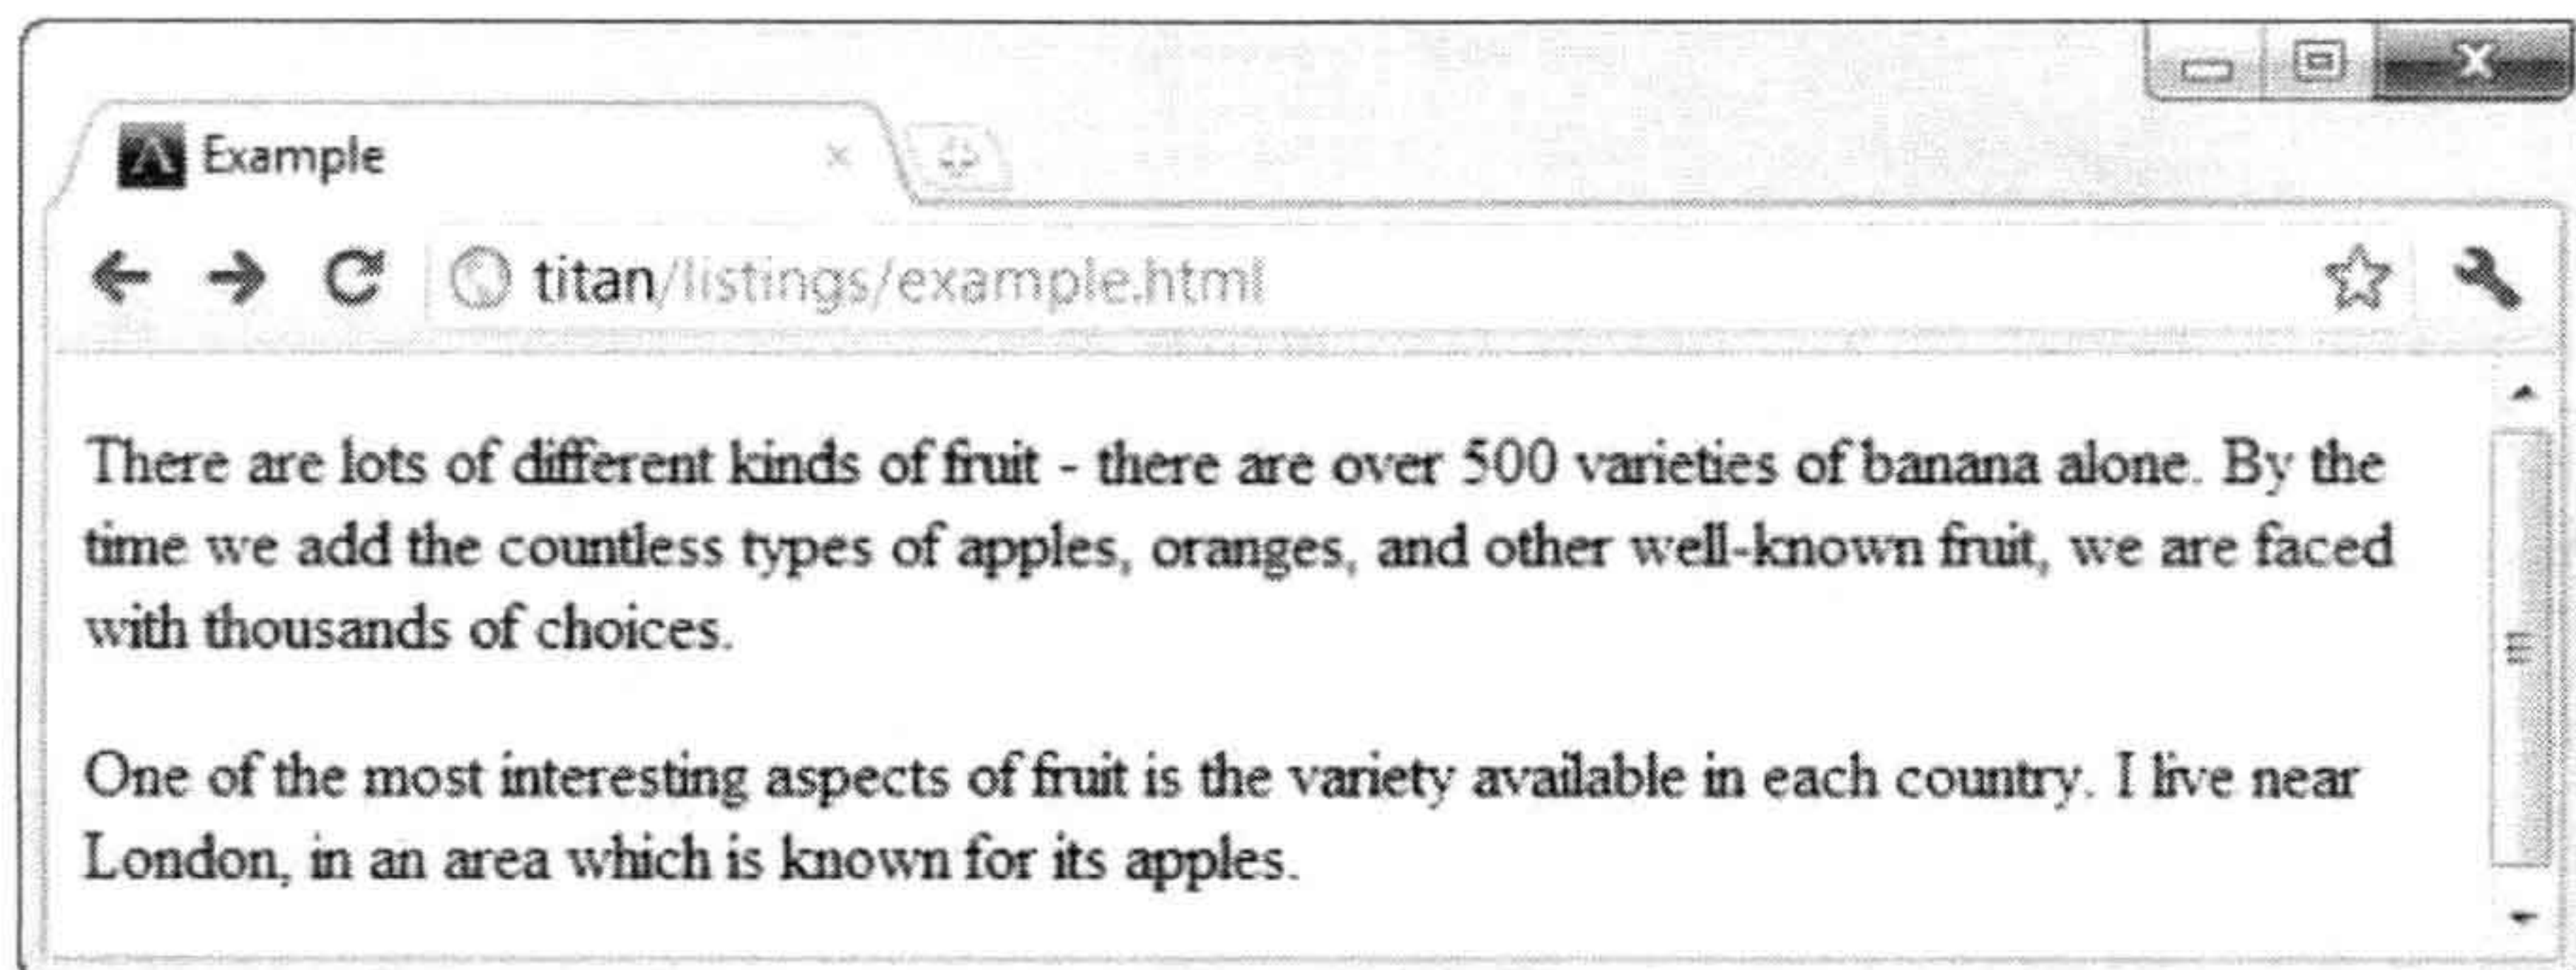 Example
titan/listings/example.html
There are lots of different kinds of fruit - there are over 500 varieties of banana alone. By the
time we add the countless types of apples, oranges, and other well-known fruit, we are faced
with thousands of choices.
One of the most interesting aspects of fruit is the variety available in each country. I live near
London, in an area which is known for its apples.